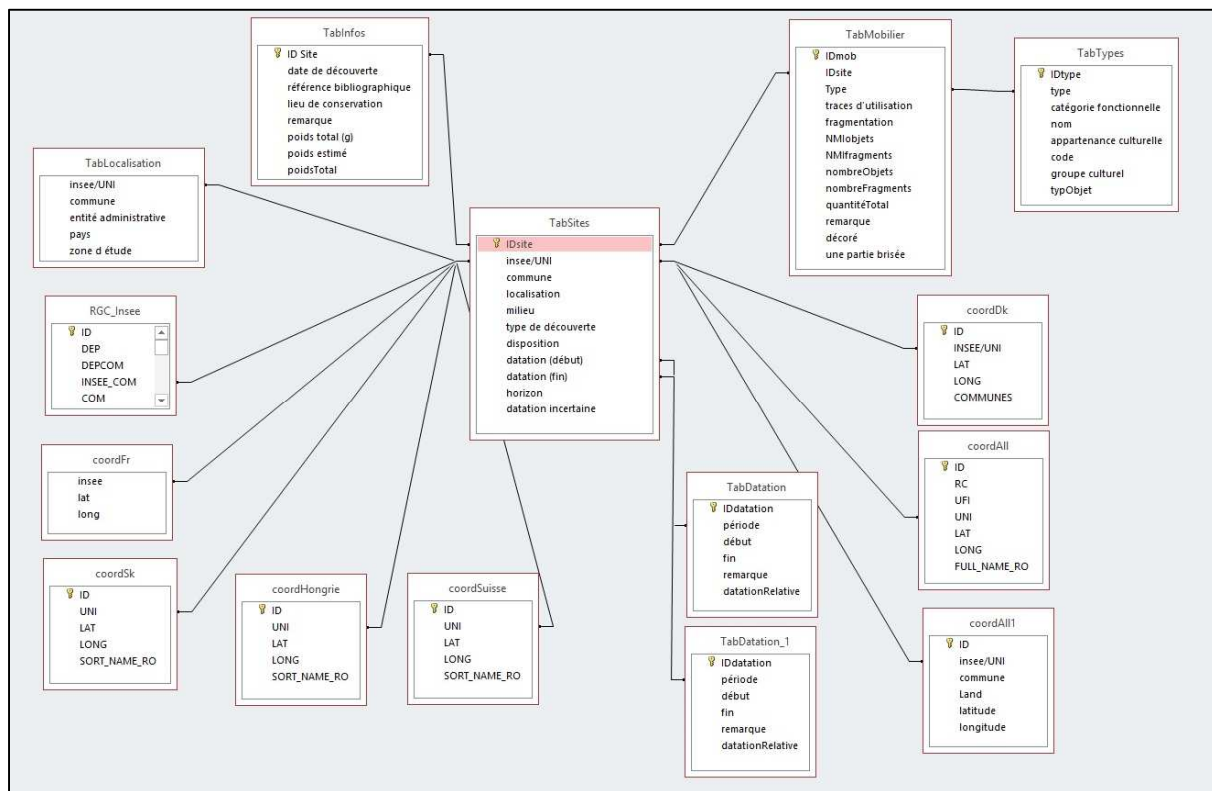 TabInfos
ID Site
date de découverte
référence bibliographique
lieu de conservation
remarque
poids total (g)
poids estimé
poidsTotal
TabMobilier
IDmob
IDsite
Type
traces d'utilisation
fragmentation
NMIobjets
NMIfragments
nombreObjets
nombreFragments
quantitéTotal
remarque
décoré
une partie brisée
TabTypes
IDtype
type
catégorie fonctionnelle
nom
appartenance culturelle
code
groupe culturel
typObjet
TabLocalisation
insee/UNI
commune
entité administrative
pays
zone d étude
TabSites
IDsite
insee/UNI
commune
localisation
milieu
type de découverte
disposition
datation (début)
datation (fin)
horizon
datation incertaine
RGC_Insee
ID
DEP
DEPCOM
INSEE_COM
COM
coordDk
ID
INSEE/UNI
LAT
LONG
COMMUNES
coordFr
insee
lat
long
coordAll
ID
RC
UFI
UNI
LAT
LONG
FULL_NAME_RO
TabDatation
IDdatation
période
début
fin
remarque
datationRelative
coordSk
ID
UNI
LAT
LONG
SORT_NAME_RO
coordHongrie
ID
UNI
LAT
LONG
SORT_NAME_RO
coordSuisse
ID
UNI
LAT
LONG
SORT_NAME_RO
TabDatation_1
IDdatation
période
début
fin
remarque
datationRelative
coordAll1
ID
insee/UNI
commune
Land
latitude
longitude